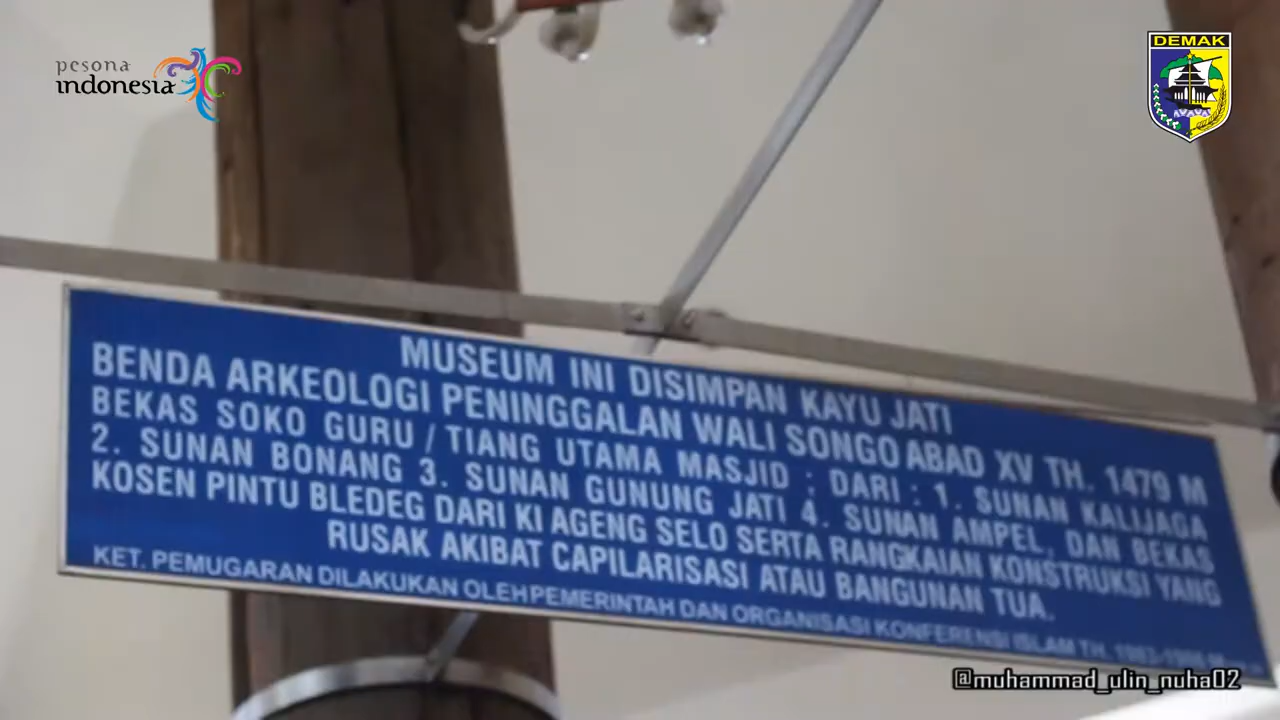 pesona
indonesia
DEMAK
MUSEUM INI DISIMPAN KAYU JATI
BENDA ARKEOLOGI PENINGGALAN WALI SONGO ABAD XV TH. 1479 M
BEKAS SOKO GURU / TIANG UTAMA MASJID ; DARI : 1. SUNAN KALIJAGA
2. SUNAN BONANG 3. SUNAN GUNUNG JATI 4. SUNAN AMPEL, DAN BEKAS
KOSEN PINTU BLEDEG DARI KI AGENG SELO SERTA RANGKAIAN KONSTRUKSI YANG
RUSAK AKIBAT CAPILARISASI ATAU BANGUNAN TUA.
KET. PEMUGARAN DILAKUKAN OLEH PEMERINTAH DAN ORGANISASI KONFERENSI ISLAM TH.
@muhammad_ulin_nuha02